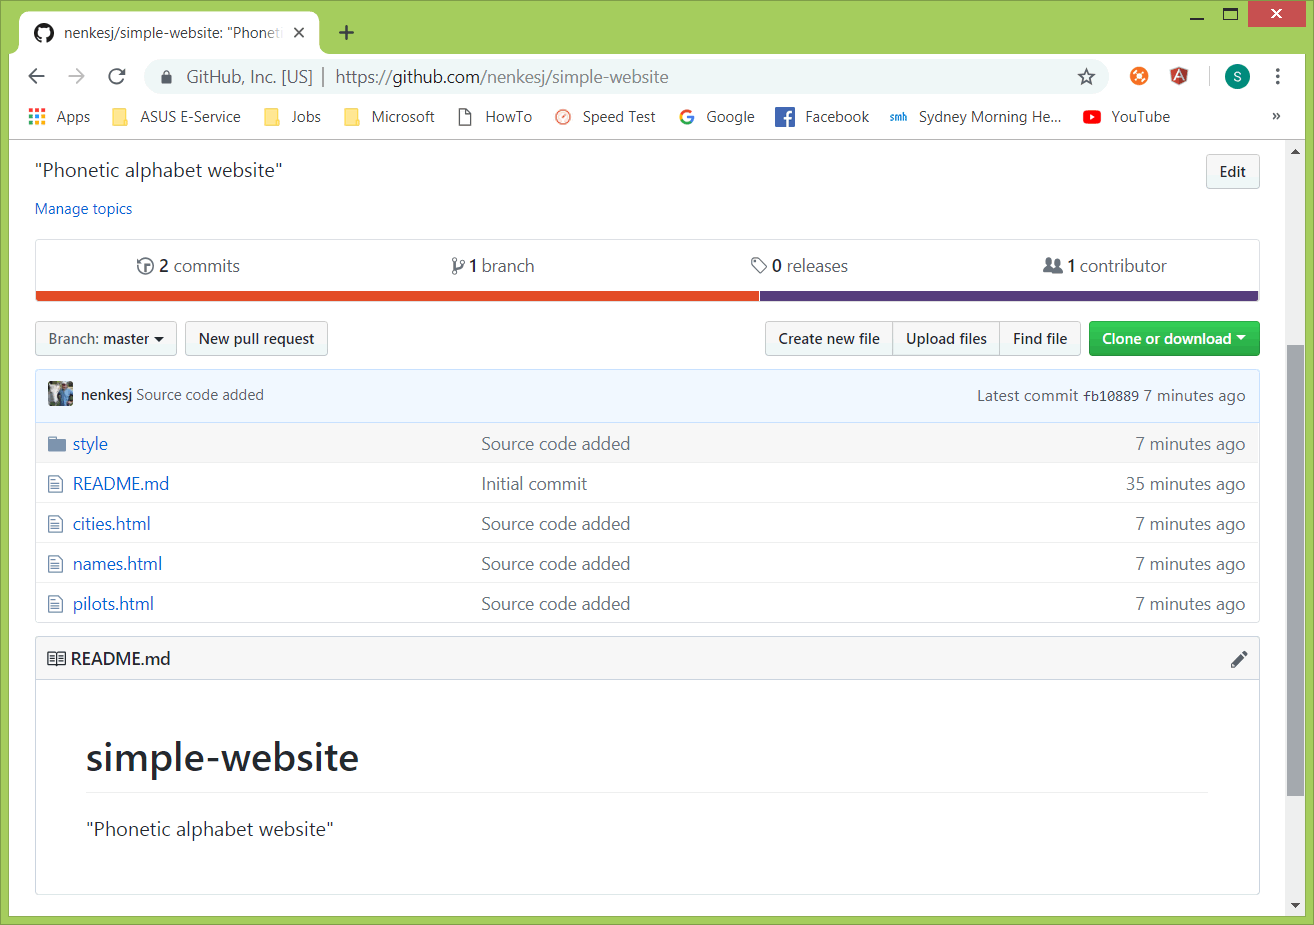 nenkesj/simple-website: "Phoneti
GitHub, Inc. [US] | https://github.com/nenkesj/simple-website
S
Apps ASUS E-Service Jobs Microsoft HowTo Speed Test Google Facebook smh Sydney Morning He... YouTube »
"Phonetic alphabet website"
Edit
Manage topics
2 commits 1 branch 0 releases 1 contributor
Branch: master New pull request Create new file Upload files Find file Clone or download
nenkesj Source code added Latest commit fb10889 7 minutes ago
style Source code added 7 minutes ago
README.md Initial commit 35 minutes ago
cities.html Source code added 7 minutes ago
names.html Source code added 7 minutes ago
pilots.html Source code added 7 minutes ago
README.md
simple-website
"Phonetic alphabet website"